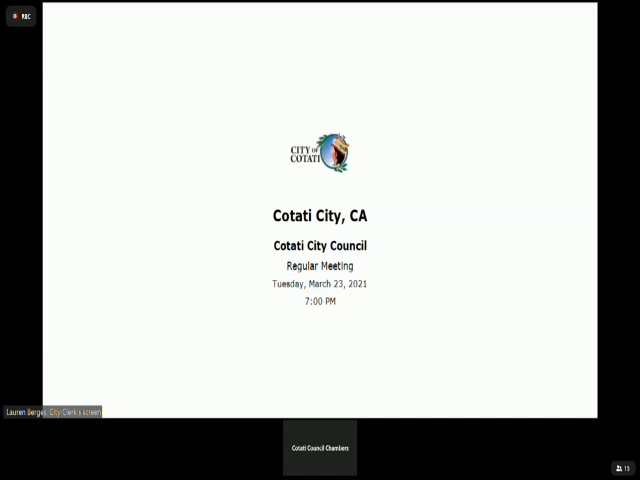 REC
CITY OF
COTATI
Cotati City, CA
Cotati City Council
Regular Meeting
Tuesday, March 23, 2021
7:00 PM
Lauren Berges, City Clerk's screen
Cotati Council Chambers
15